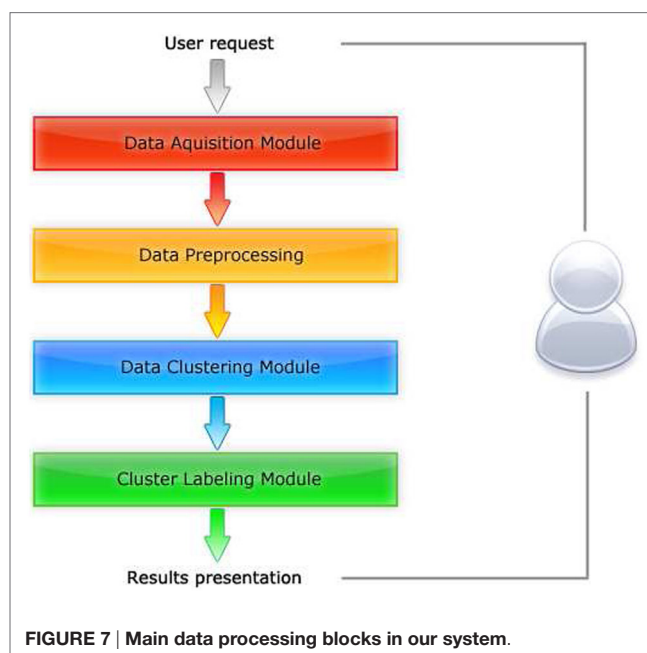 User request
Data Aquisition Module
Data Preprocessing
Data Clustering Module
Cluster Labeling Module
Results presentation
FIGURE 7 | Main data processing blocks in our system.